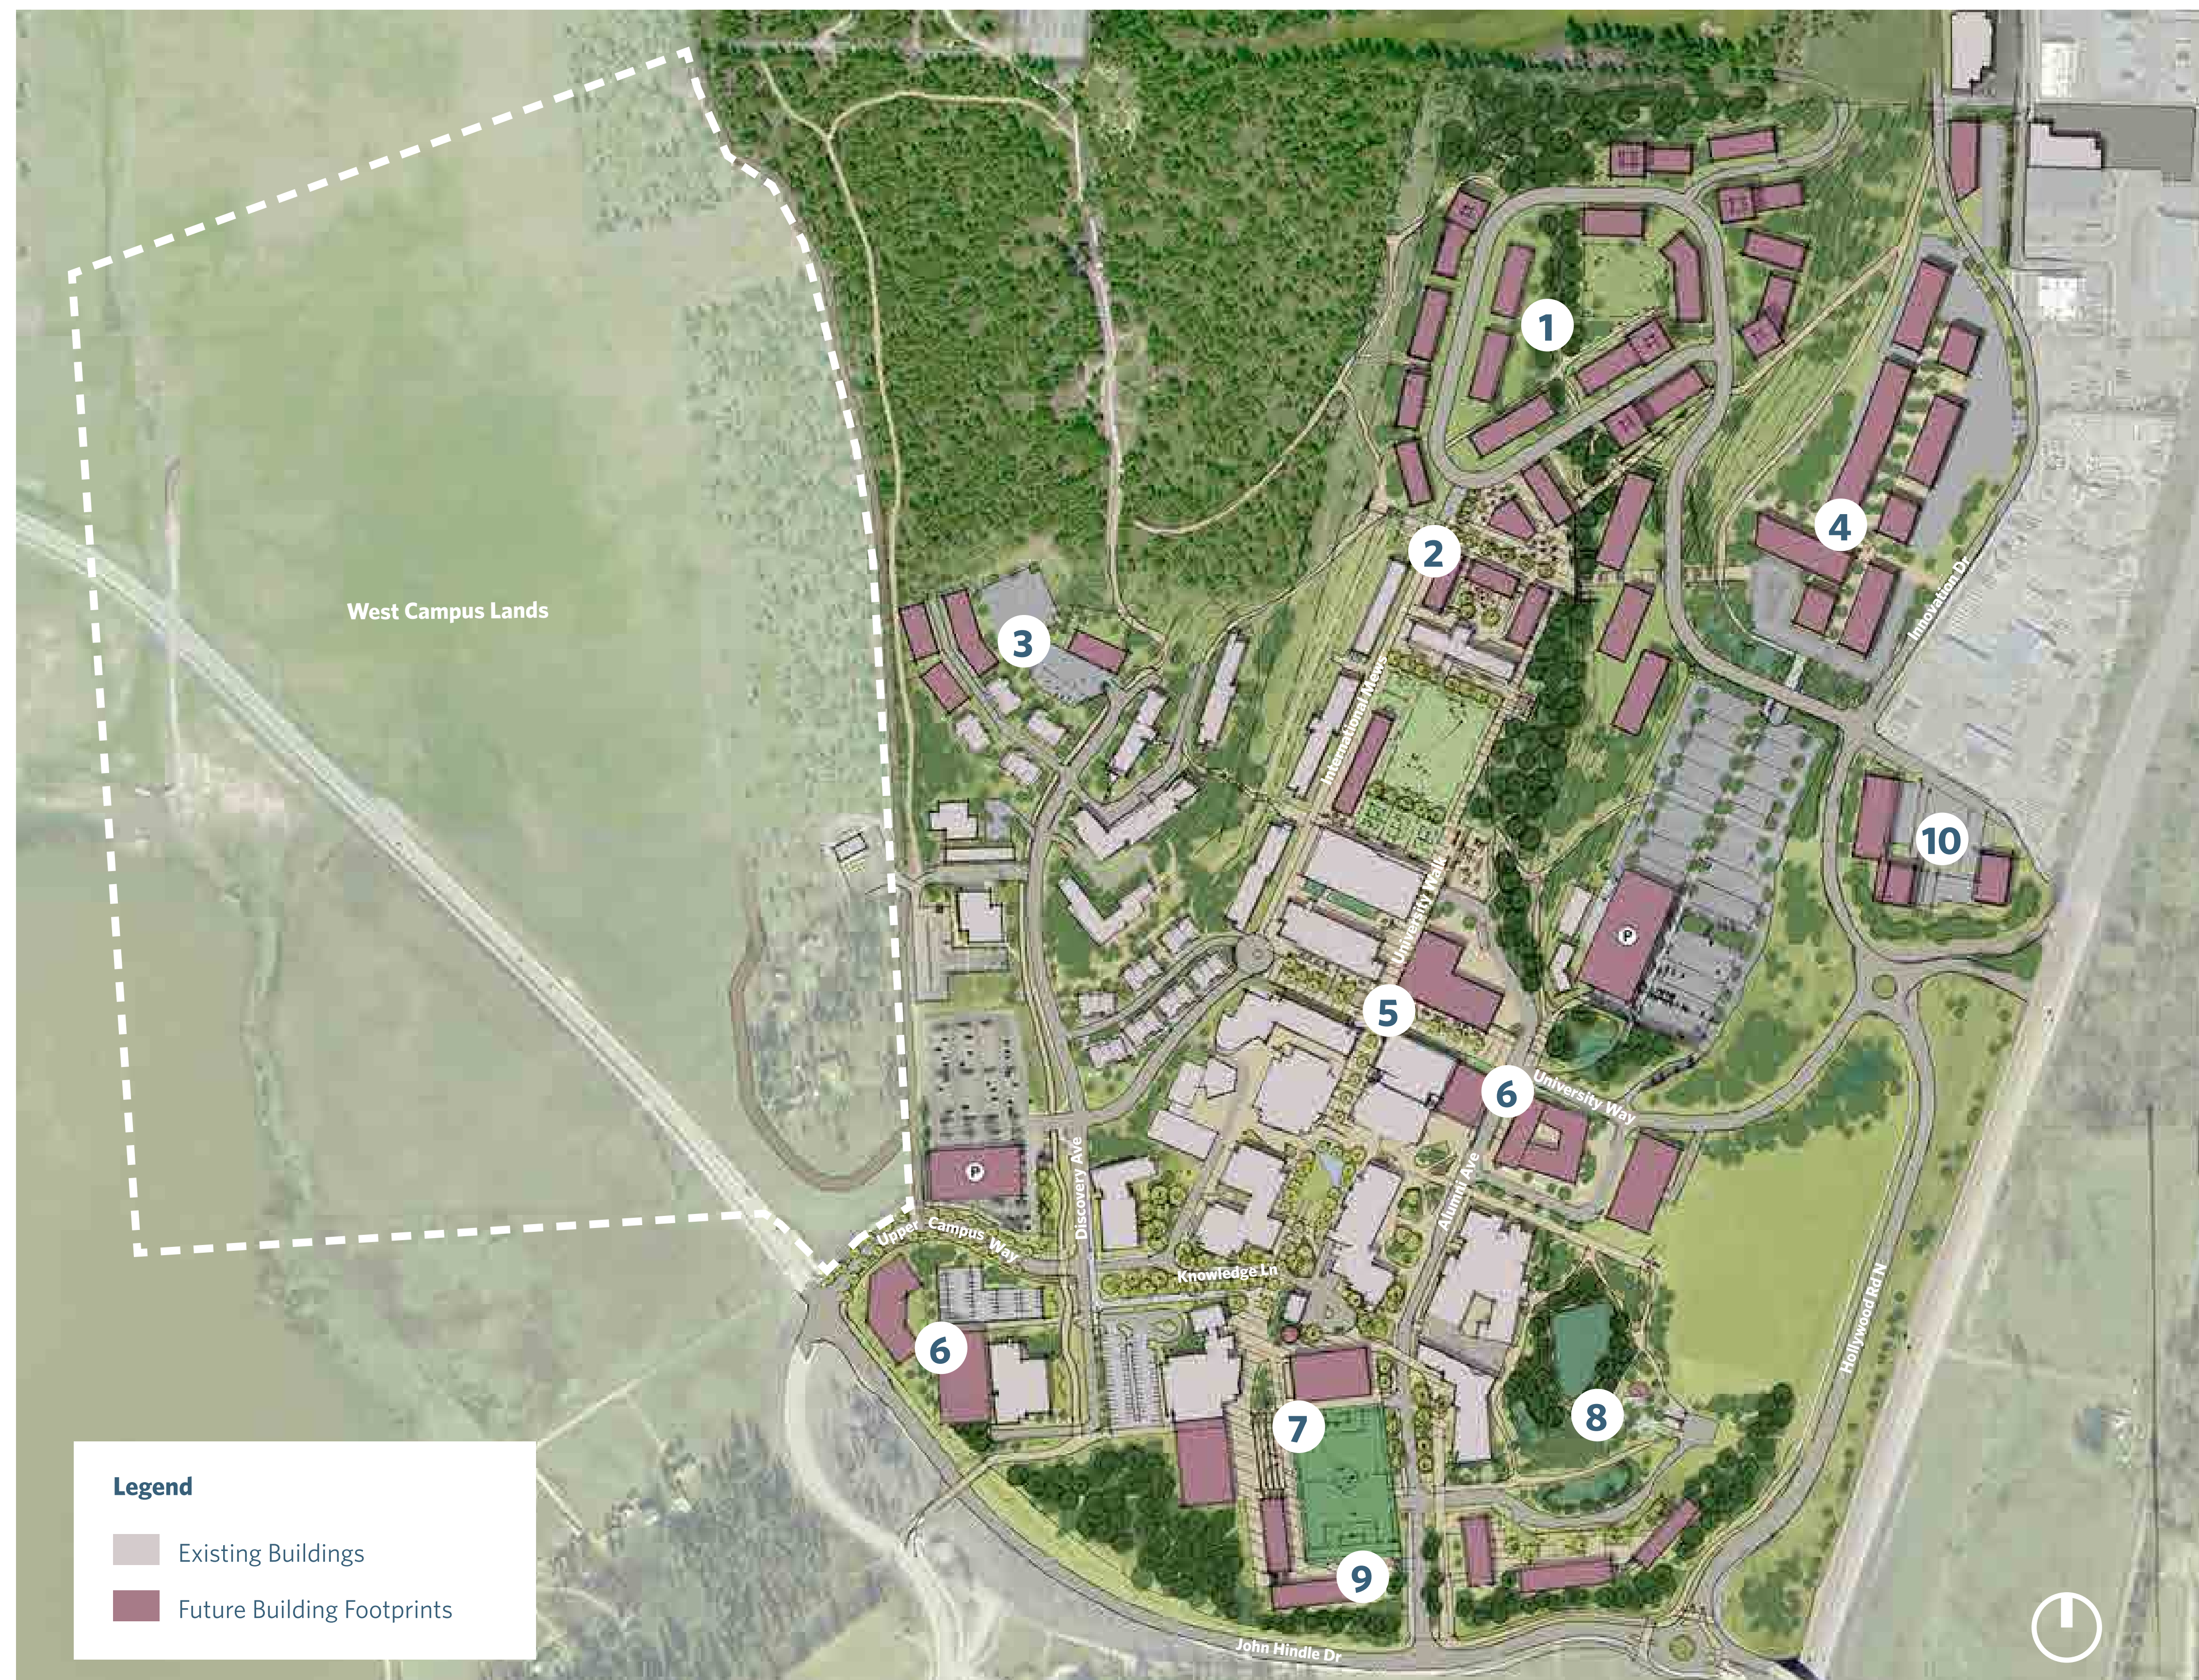 1
2
3
4
West Campus Lands
Innovation Dr
International Mews
10
University Walk
P
5
6
University Way
P
Discovery Ave
Alumni Ave
Upper Campus Way
Knowledge Ln
6
Hollywood Rd N
7
8
9
John Hindle Dr
Legend
Existing Buildings
Future Building Footprints